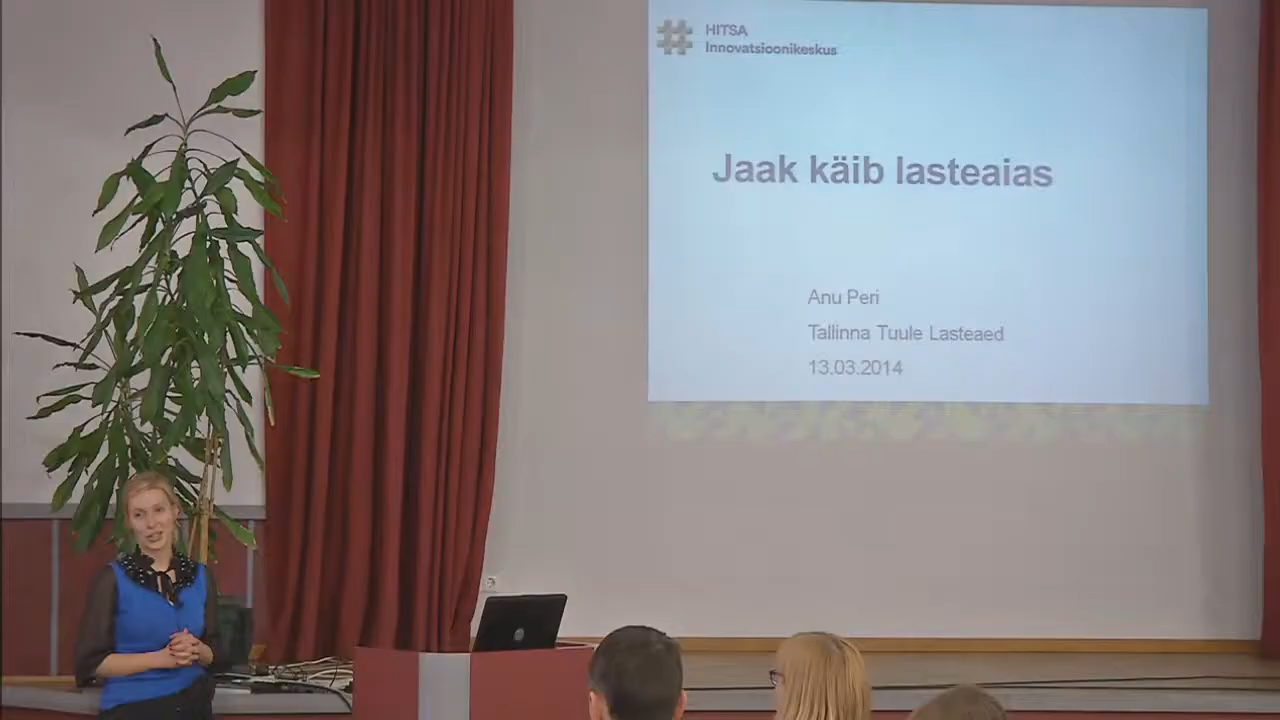 HITSA
Innovatsioonikeskus
Jaak käib lasteaias
Anu Peri
Tallinna Tuule Lasteaed
13.03.2014